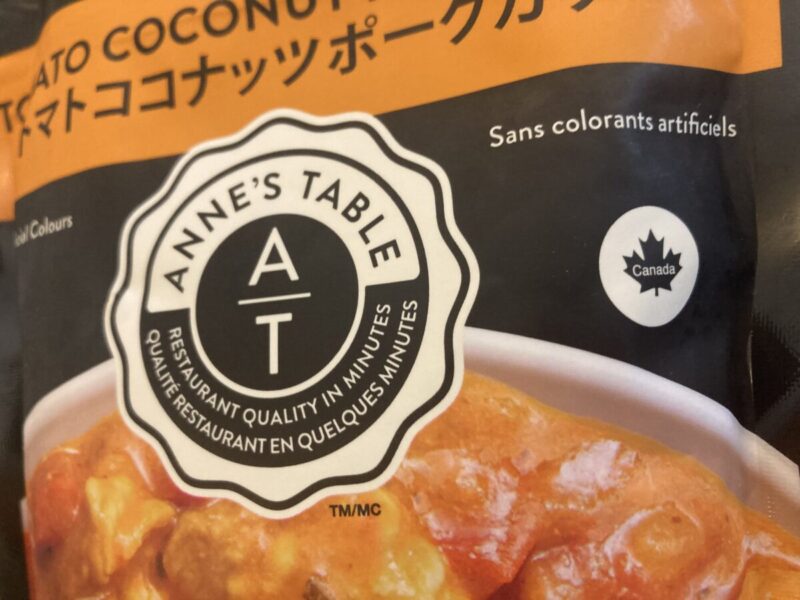 COCONUT
トマトココナッツポークカ
Sans colorants artificiels
Colours
ANNE'S TABLE
A
T
RESTAURANT QUALITY IN MINUTES
QUALITÉ RESTAURANT EN QUELQUES MINUTES
Canada
TM/MC